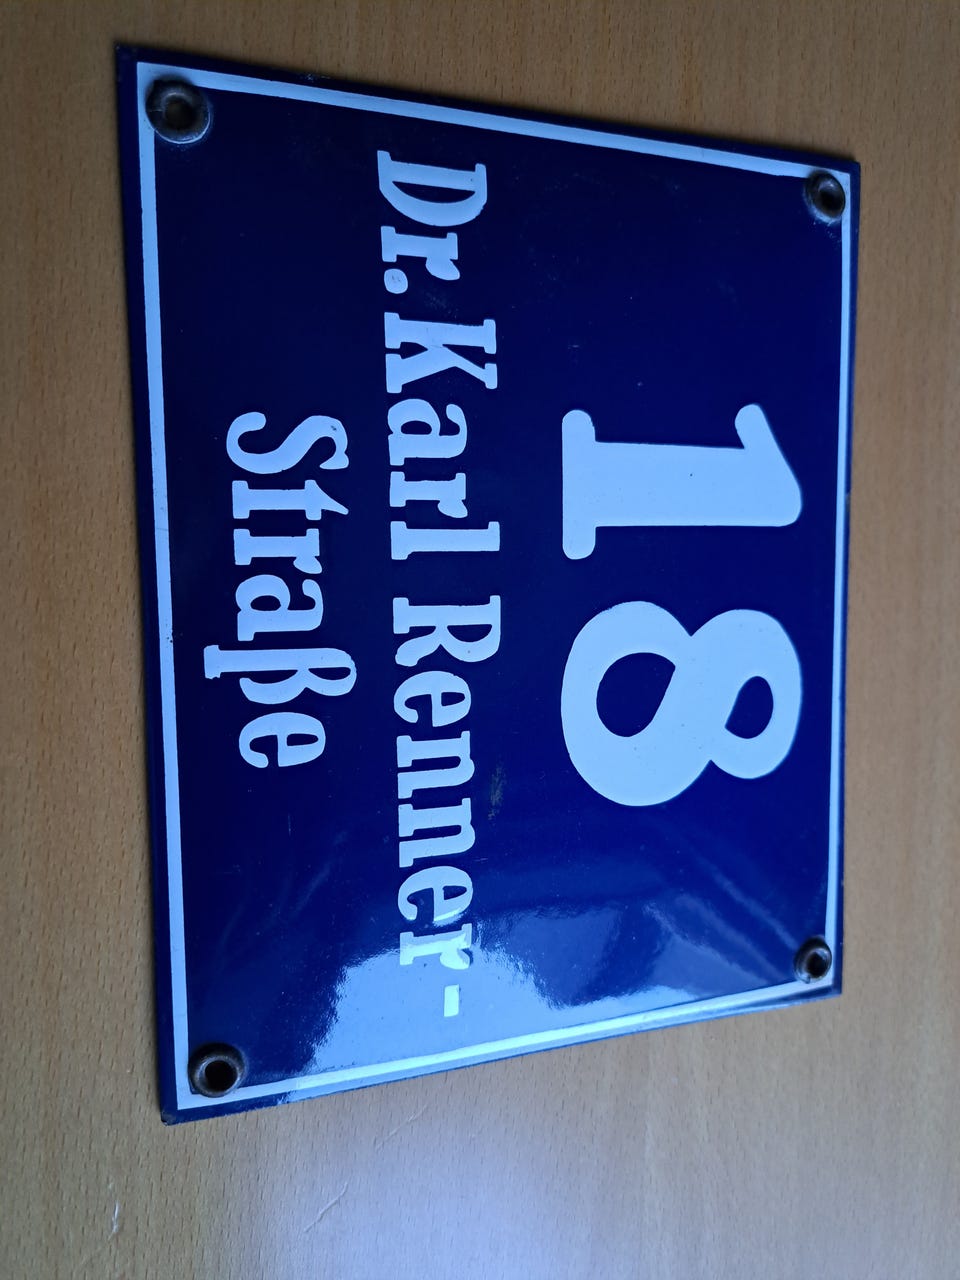 18
Dr. Karl Renner-
Straße